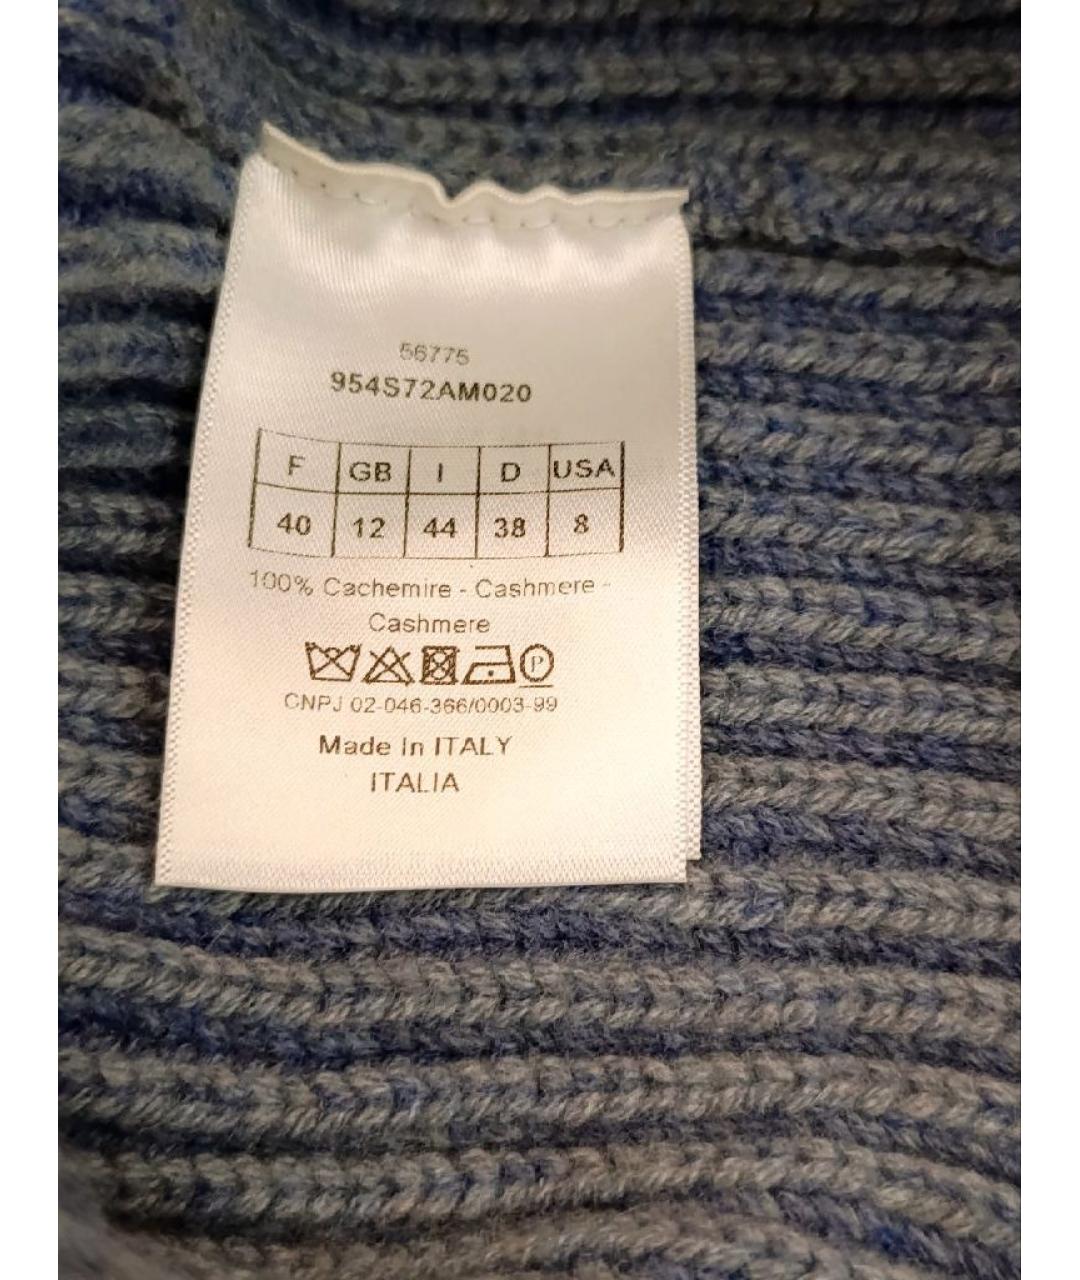 56775
954S72AM020
F GB I D USA
40 12 44 38 8
100% Cachemire - Cashmere -
Cashmere
P
CNPJ 02-046-366/0003-99
Made In ITALY
ITALIA